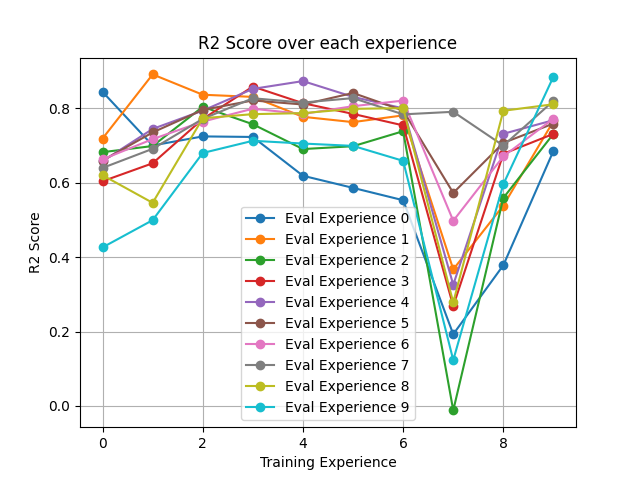 R2 Score over each experience
R2 Score
0.8
0.6
0.4
0.2
0.0
Eval Experience 0
Eval Experience 1
Eval Experience 2
Eval Experience 3
Eval Experience 4
Eval Experience 5
Eval Experience 6
Eval Experience 7
Eval Experience 8
Eval Experience 9
0 2 4 6 8
Training Experience